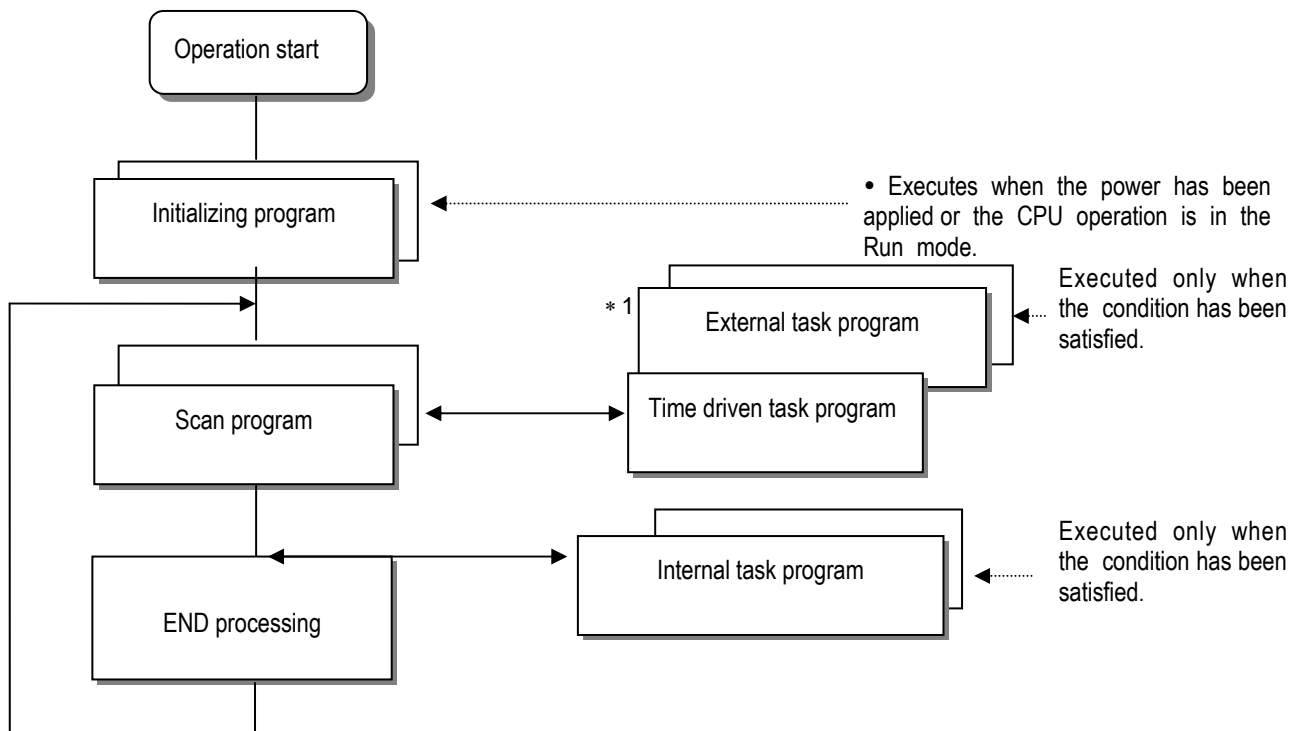 Operation start
Initializing program
• Executes when the power has been
applied or the CPU operation is in the
Run mode.
∗ 1
External task program
Executed only when
the condition has been
satisfied.
Scan program
Time driven task program
Internal task program
Executed only when
the condition has been
satisfied.
END processing